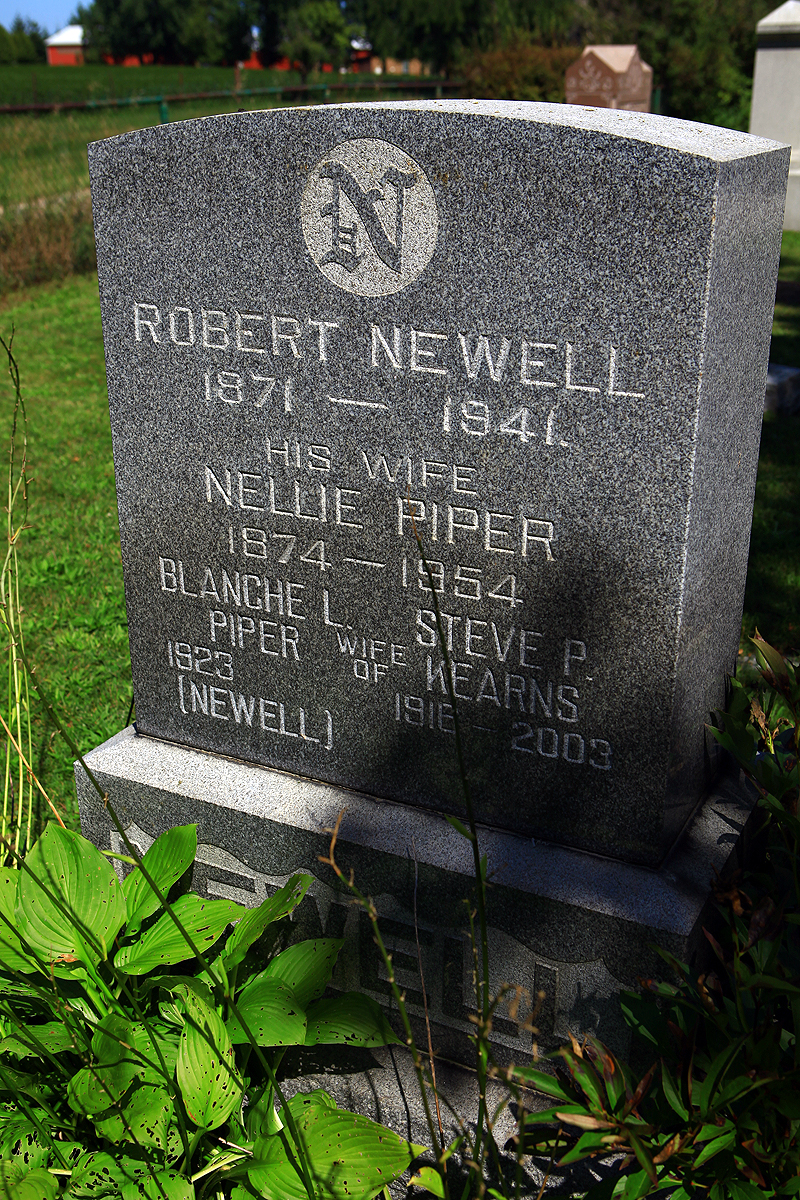 N
ROBERT NEWELL
1871 — 1941.
HIS WIFE
NELLIE PIPER
1874 — 1954
BLANCHE L.
PIPER
1923
(NEWELL)
WIFE
OF
STEVE P.
KEARNS
1916 - 2003
NEWELL